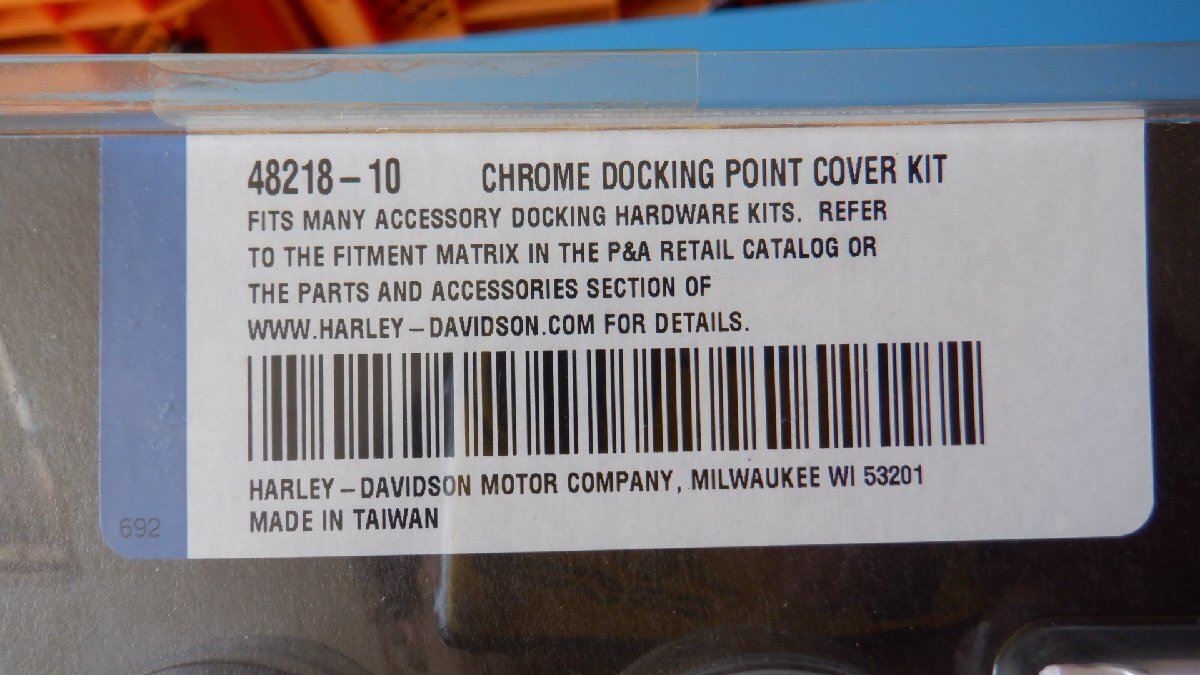 48218-10 CHROME DOCKING POINT COVER KIT
FITS MANY ACCESSORY DOCKING HARDWARE KITS. REFER
TO THE FITMENT MATRIX IN THE P&A RETAIL CATALOG OR
THE PARTS AND ACCESSORIES SECTION OF
WWW.HARLEY-DAVIDSON.COM FOR DETAILS.
HARLEY-DAVIDSON MOTOR COMPANY, MILWAUKEE WI 53201
MADE IN TAIWAN
692